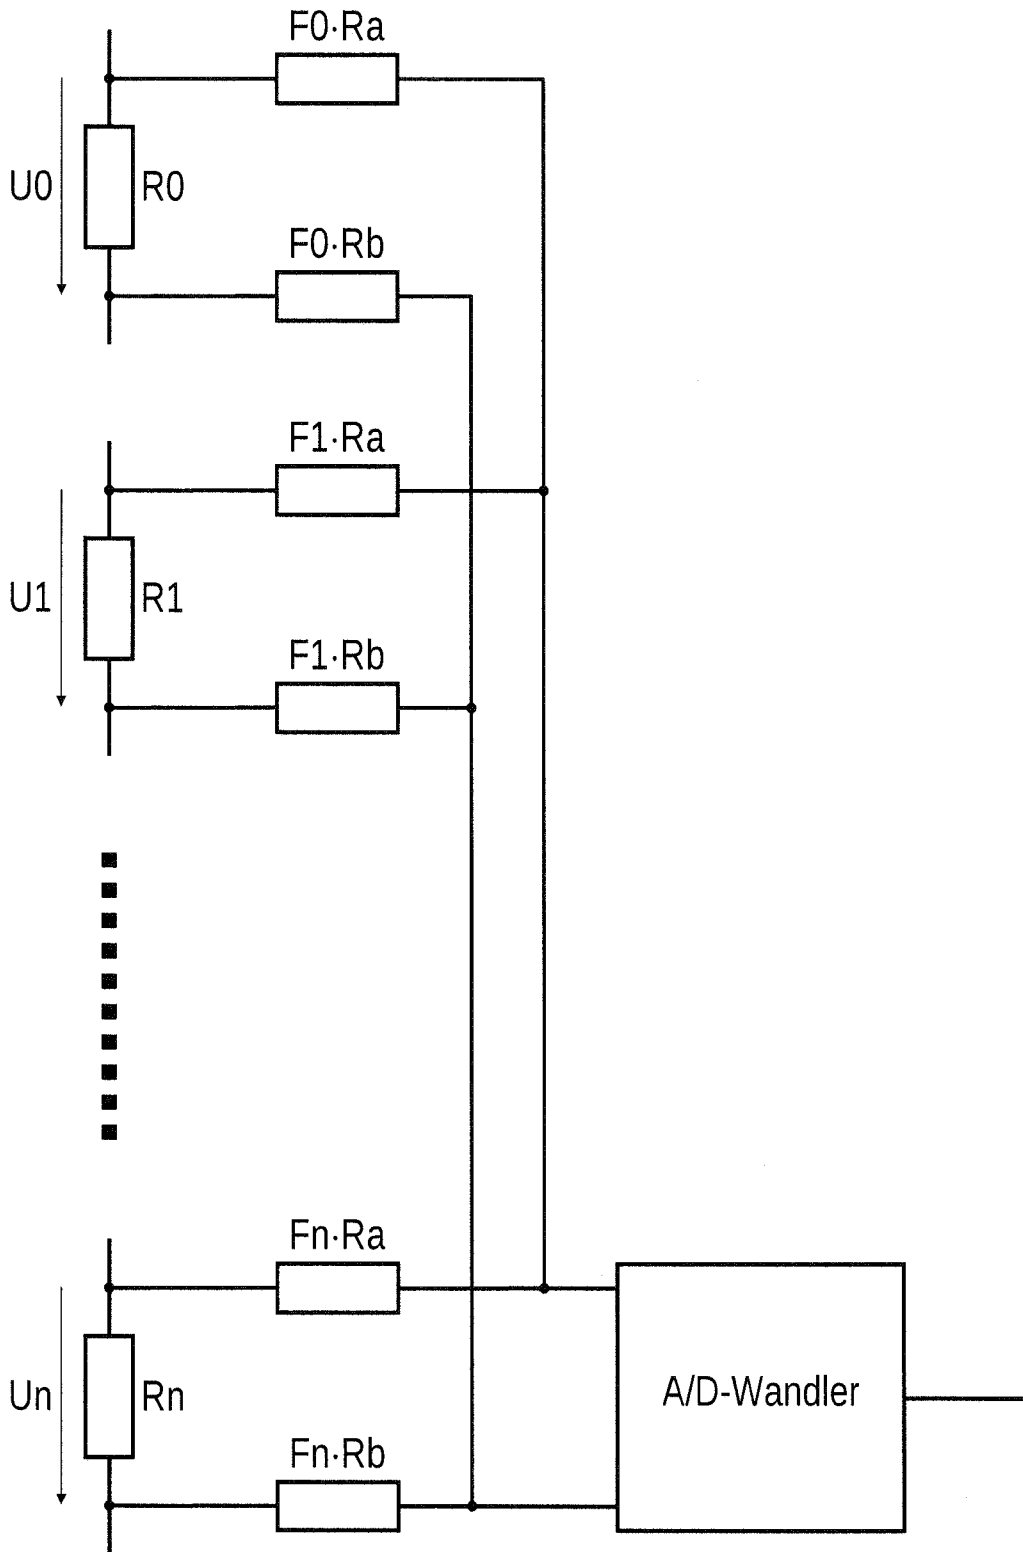 F0·Ra
U0
R0
F0·Rb
F1·Ra
U1
R1
F1·Rb
Fn·Ra
Un
Rn
A/D-Wandler
Fn·Rb